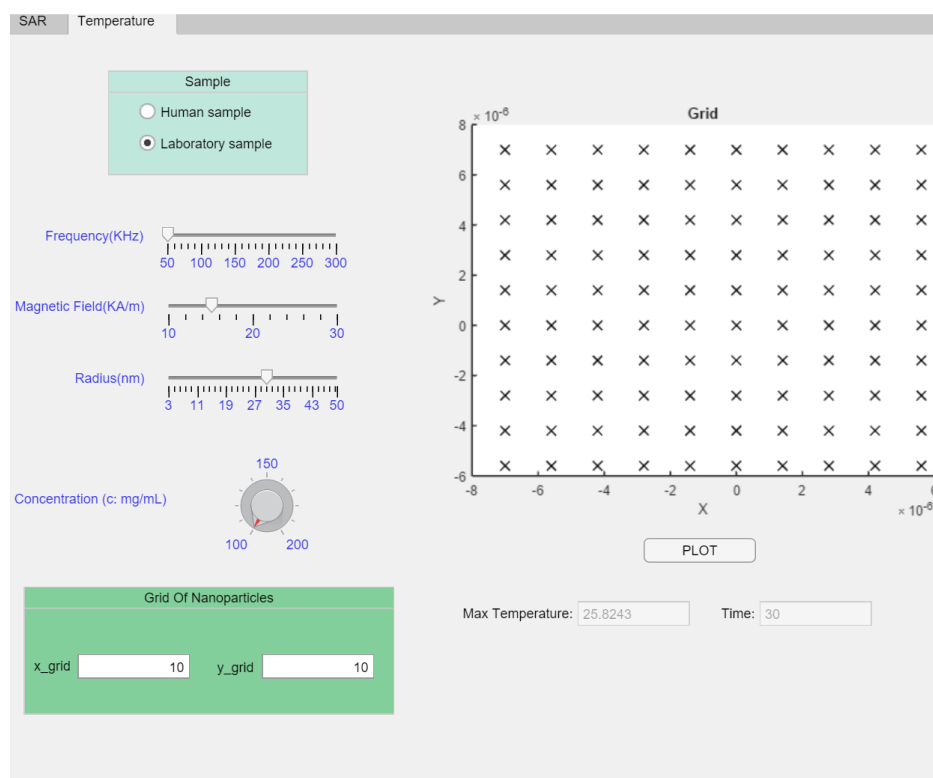 SAR Temperature
Sample
Human sample
Laboratory sample
Frequency(KHz)
50 100 150 200 250 300
Magnetic Field(KA/m)
10 20 30
Radius(nm)
3 11 19 27 35 43 50
Concentration (c: mg/mL)
150
100 200
Grid Of Nanoparticles
x_grid 10 y_grid 10
× 10⁻⁶
Grid
8
6
4
2
0
-2
-4
-6
Y
-8 -6 -4 -2 0 2 4 6
X
× 10⁻⁶
PLOT
Max Temperature: 25.8243 Time: 30